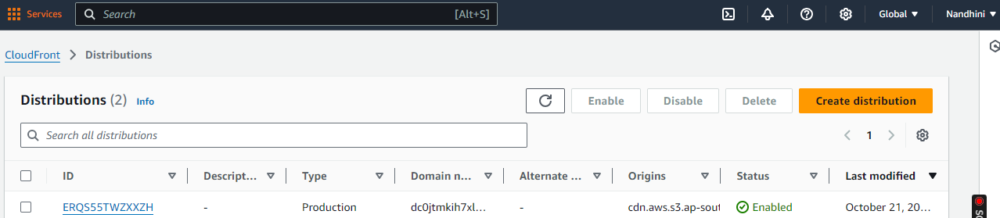 Services Search [Alt+S] Global Nandhini
CloudFront Distributions
Distributions (2) Info Enable Disable Delete Create distribution
Search all distributions 1
ID Descript... Type Domain n... Alternate ... Origins Status Last modified
ERQS55TWZXXZH - Production dc0jtmkih7xl... - cdn.aws.s3.ap-sout Enabled October 21, 20...